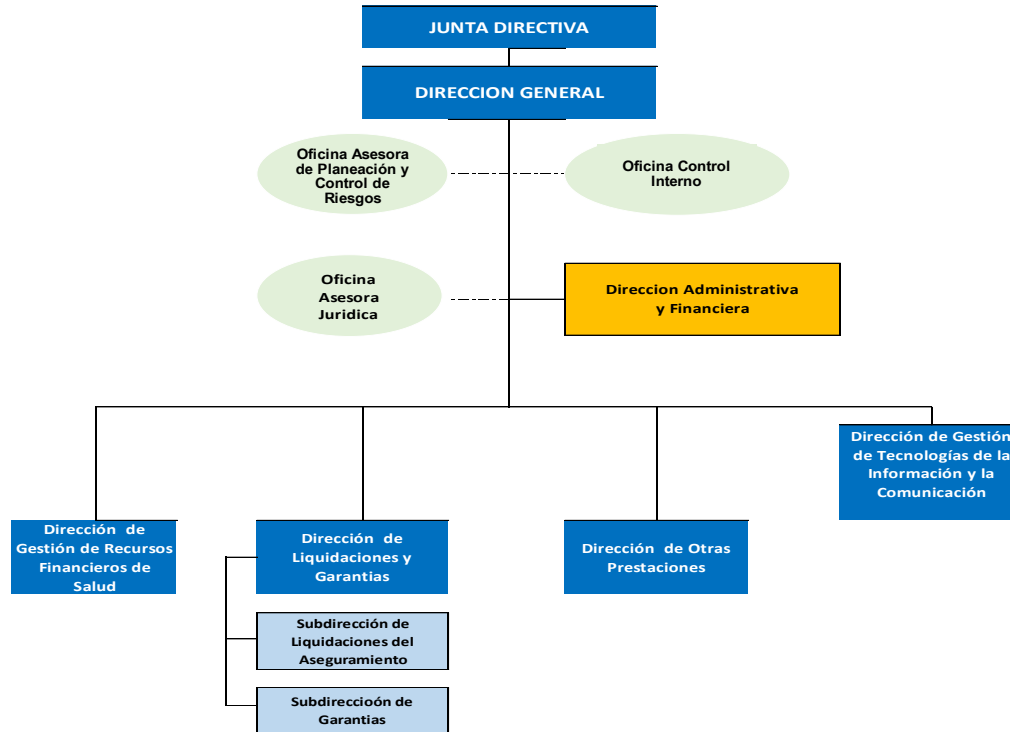 JUNTA DIRECTIVA
DIRECCION GENERAL
Oficina Asesora
de Planeación y
Control de
Riesgos
Oficina Control
Interno
Oficina
Asesora
Juridica
Direccion Administrativa
y Financiera
Dirección de Gestión
de Tecnologías de la
Información y la
Comunicación
Dirección de
Gestión de Recursos
Financieros de
Salud
Dirección de
Liquidaciones y
Garantias
Dirección de Otras
Prestaciones
Subdirección de
Liquidaciones del
Aseguramiento
Subdireccioón de
Garantias